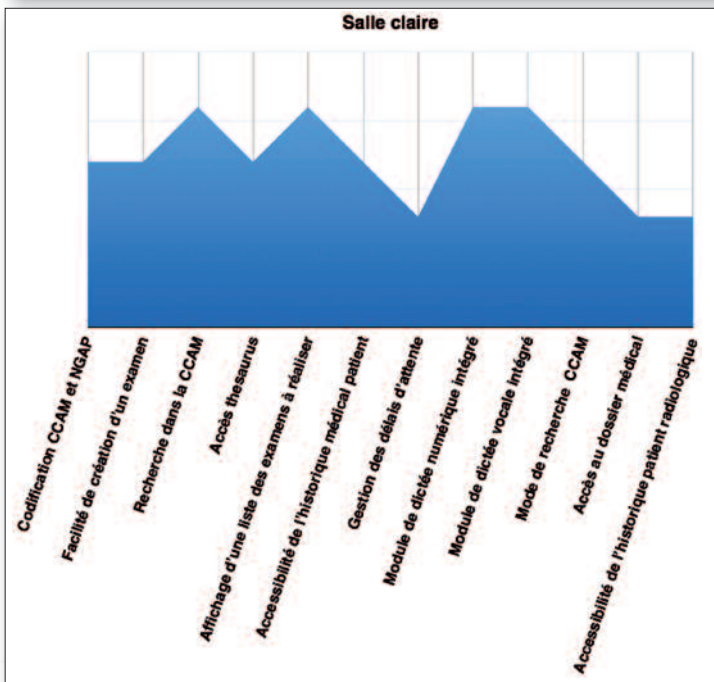 Salle claire
Codification CCAM et NGAP
Facilité de création d'un examen
Recherche dans la CCAM
Accès thesaurus
Affichage d'une liste des examens à réaliser
Accessibilité de l'historique médical patient
Gestion des délais d'attente
Module de dictée numérique intégré
Module de dictée vocale intégré
Mode de recherche CCAM
Accès au dossier médical
Accessibilité de l'historique patient radiologique